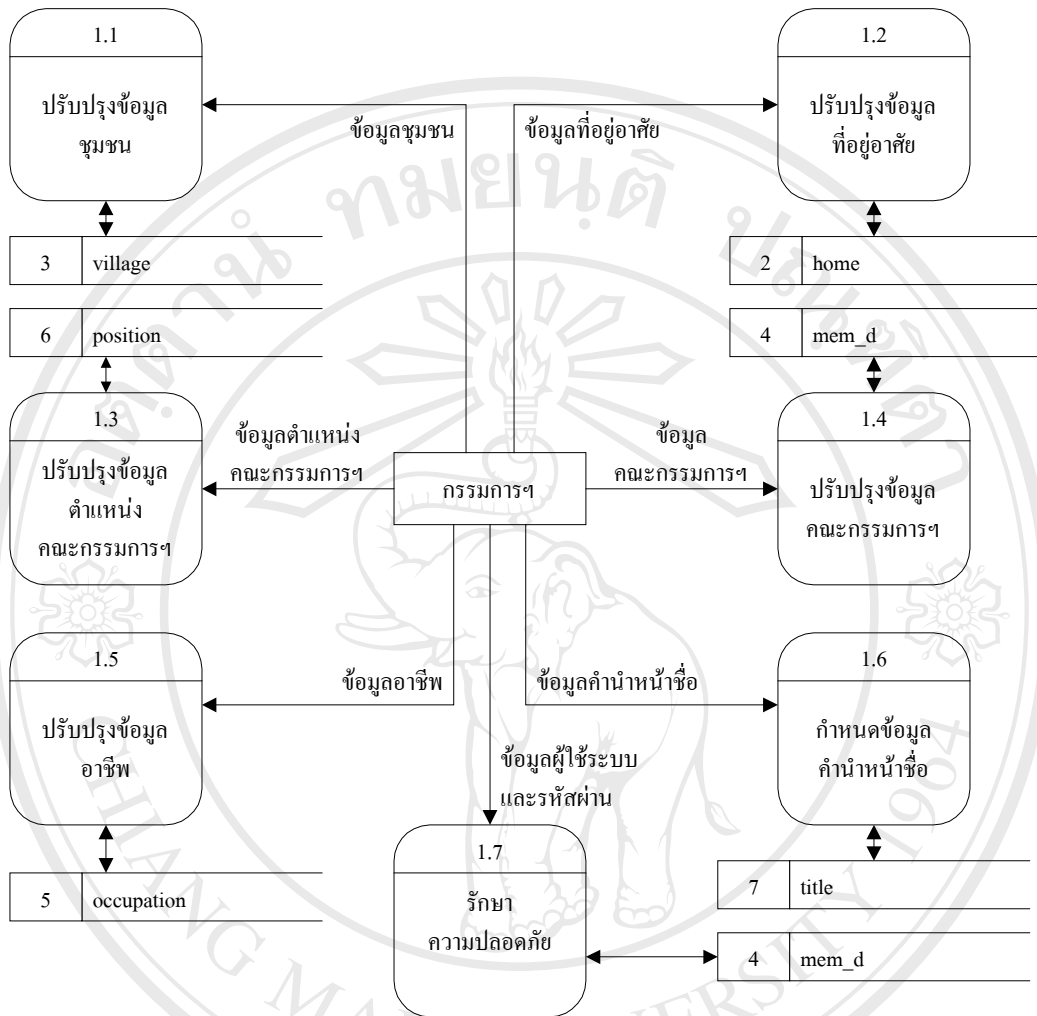 1.1
ปรับปรุงข้อมูล
ชุมชน
ข้อมูลชุมชน
3 village
1.2
ปรับปรุงข้อมูล
ที่อยู่อาศัย
ข้อมูลที่อยู่อาศัย
2 home
6 position
1.3
ปรับปรุงข้อมูล
ตำแหน่ง
คณะกรรมการฯ
ข้อมูลตำแหน่ง
คณะกรรมการฯ
กรรมการฯ
ข้อมูล
คณะกรรมการฯ
4 mem_d
1.4
ปรับปรุงข้อมูล
คณะกรรมการฯ
1.5
ปรับปรุงข้อมูล
อาชีพ
ข้อมูลอาชีพ
5 occupation
ข้อมูลคำนำหน้าชื่อ
1.6
กำหนดข้อมูล
คำนำหน้าชื่อ
7 title
ข้อมูลผู้ใช้ระบบ
และรหัสผ่าน
1.7
รักษา
ความปลอดภัย
4 mem_d
CHIANG MAI UNIVERSITY 1964